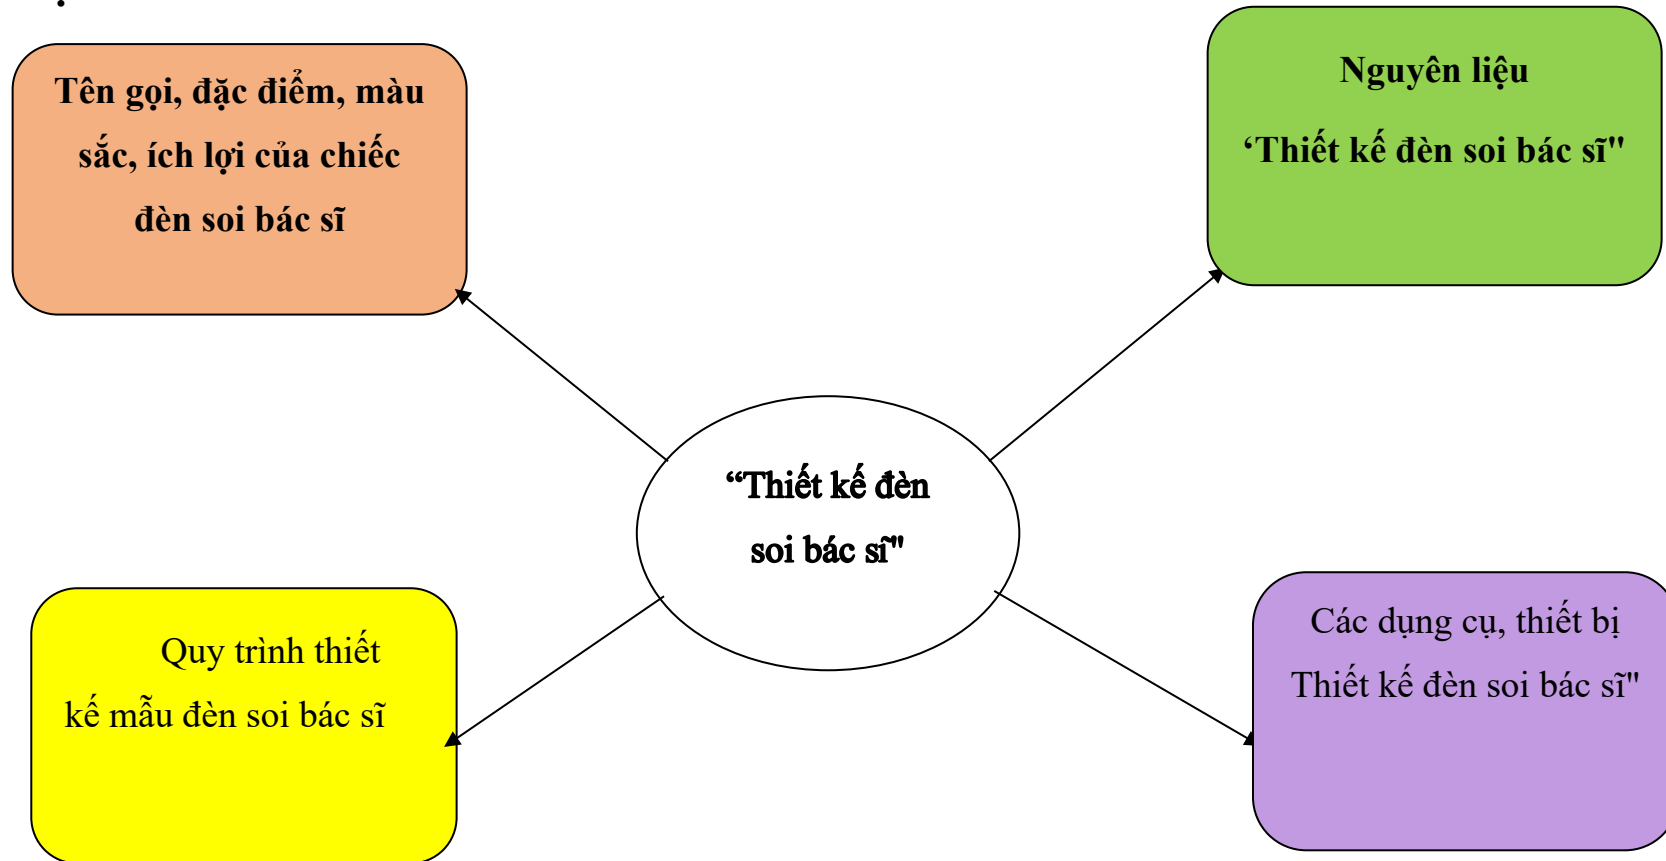 Tên gọi, đặc điểm, màu
sắc, ích lợi của chiếc
đèn soi bác sĩ
Nguyên liệu
‘Thiết kế đèn soi bác sĩ"
“Thiết kế đèn
soi bác sĩ"
Quy trình thiết
kế mẫu đèn soi bác sĩ
Các dụng cụ, thiết bị
Thiết kế đèn soi bác sĩ"